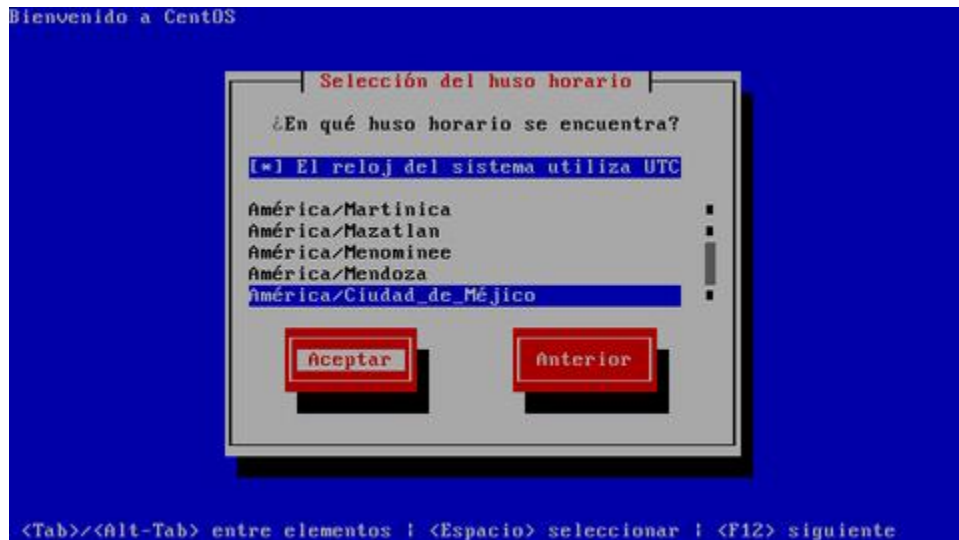 Bienvenido a CentOS
Selección del huso horario
¿En qué huso horario se encuentra?
[*] El reloj del sistema utiliza UTC
América/Martinica
América/Mazatlan
América/Menominee
América/Mendoza
América/Ciudad_de_Méjico
Aceptar Anterior
<Tab>/<Alt-Tab> entre elementos | <Espacio> seleccionar | <F12> siguiente